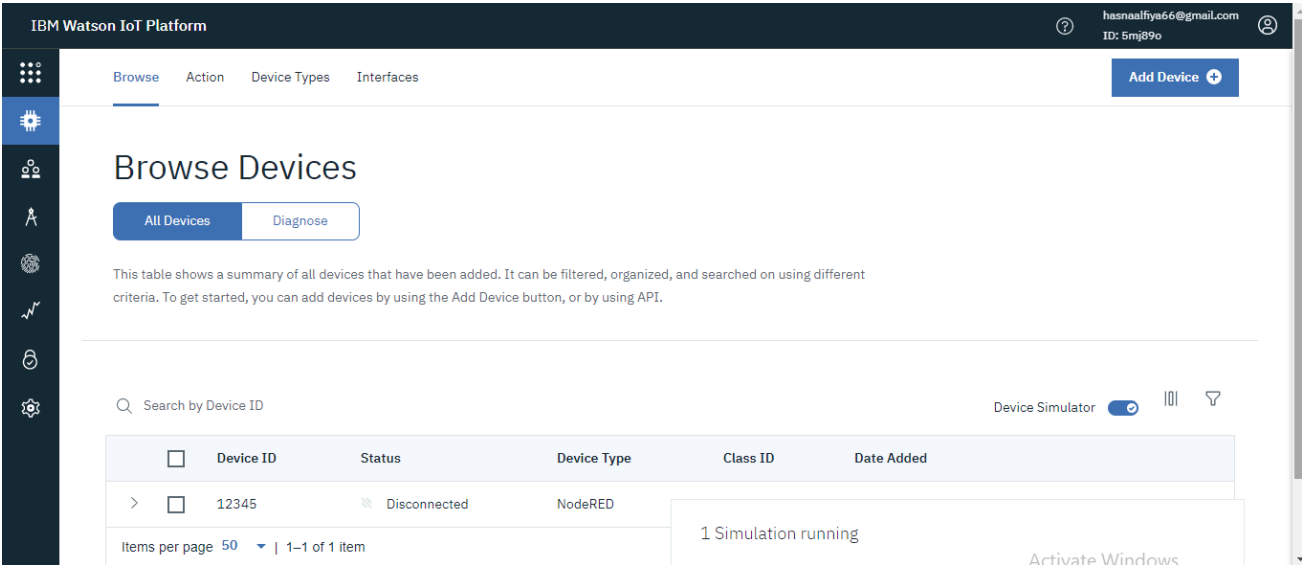 IBM Watson IoT Platform
hasnaalfiya66@gmail.com
ID: 5mj89o
Browse Action Device Types Interfaces
Add Device
Browse Devices
All Devices Diagnose
This table shows a summary of all devices that have been added. It can be filtered, organized, and searched on using different
criteria. To get started, you can add devices by using the Add Device button, or by using API.
Search by Device ID
Device Simulator
Device ID Status Device Type Class ID Date Added
12345 Disconnected NodeRED
1 Simulation running
Items per page 50 | 1–1 of 1 item
Activate Windows